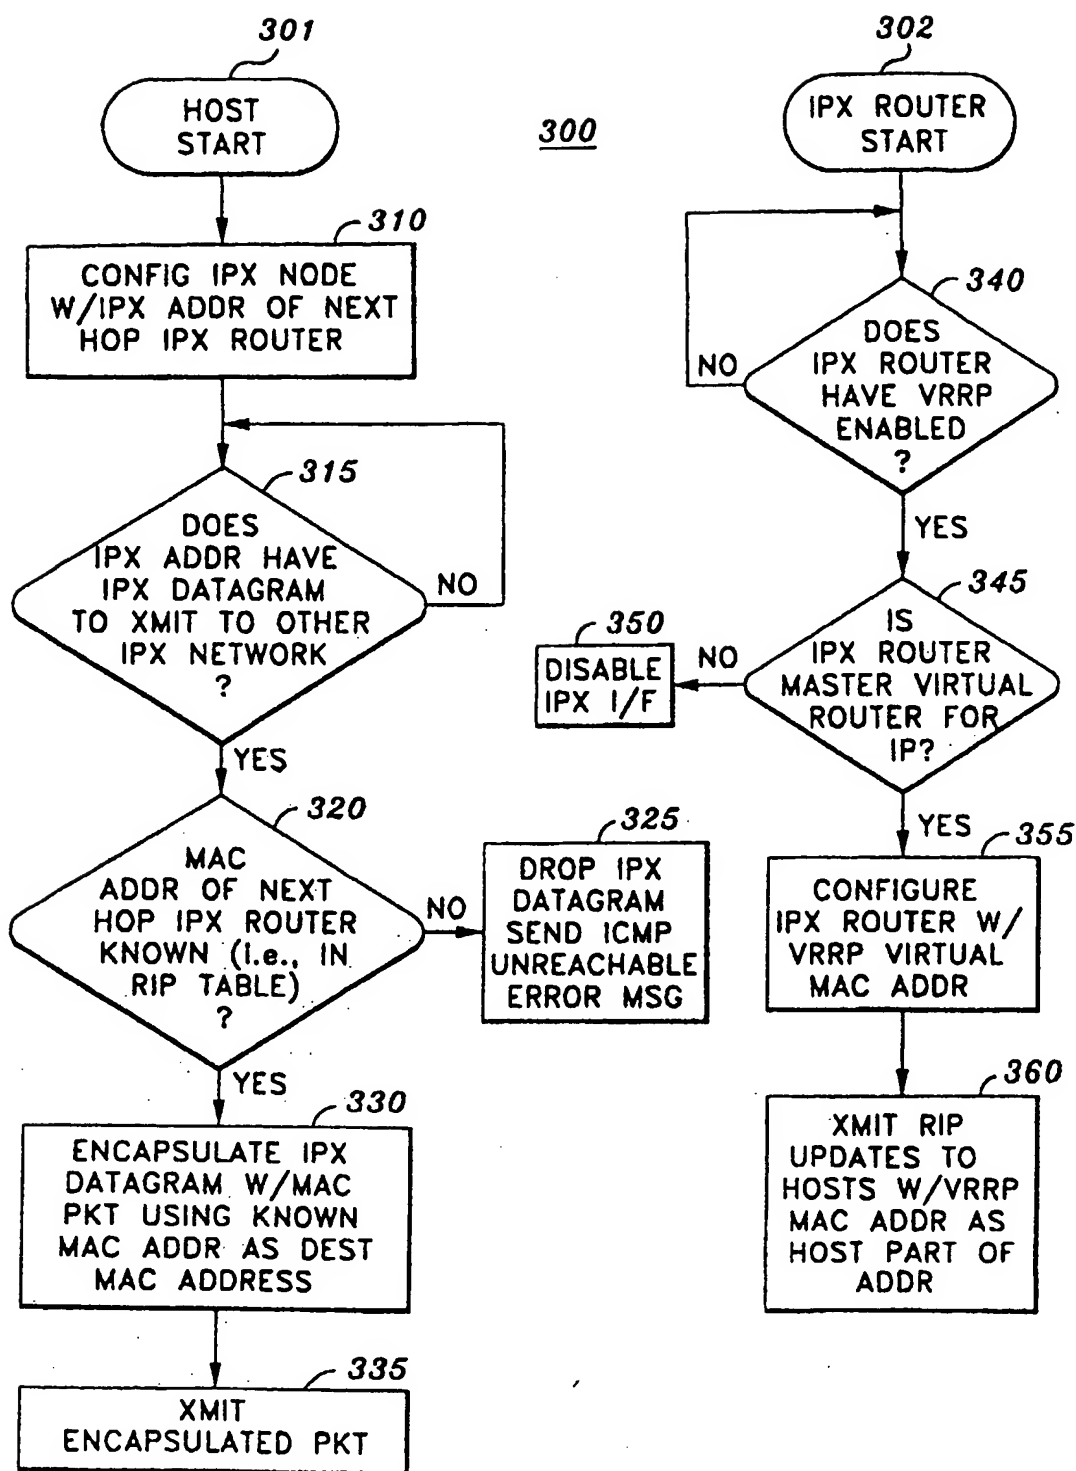 301
HOST
START
310
CONFIG IPX NODE
W/IPX ADDR OF NEXT
HOP IPX ROUTER
315
DOES
IPX ADDR HAVE
IPX DATAGRAM
TO XMIT TO OTHER
IPX NETWORK
?
NO
YES
320
MAC
ADDR OF NEXT
HOP IPX ROUTER
KNOWN (i.e., IN
RIP TABLE)
?
NO
325
DROP IPX
DATAGRAM
SEND ICMP
UNREACHABLE
ERROR MSG
YES
330
ENCAPSULATE IPX
DATAGRAM W/MAC
PKT USING KNOWN
MAC ADDR AS DEST
MAC ADDRESS
335
XMIT
ENCAPSULATED PKT
300
302
IPX ROUTER
START
340
DOES
IPX ROUTER
HAVE VRRP
ENABLED
?
NO
YES
345
IS
IPX ROUTER
MASTER VIRTUAL
ROUTER FOR
IP?
NO
350
DISABLE
IPX I/F
YES
355
CONFIGURE
IPX ROUTER W/
VRRP VIRTUAL
MAC ADDR
360
XMIT RIP
UPDATES TO
HOSTS W/VRRP
MAC ADDR AS
HOST PART OF
ADDR